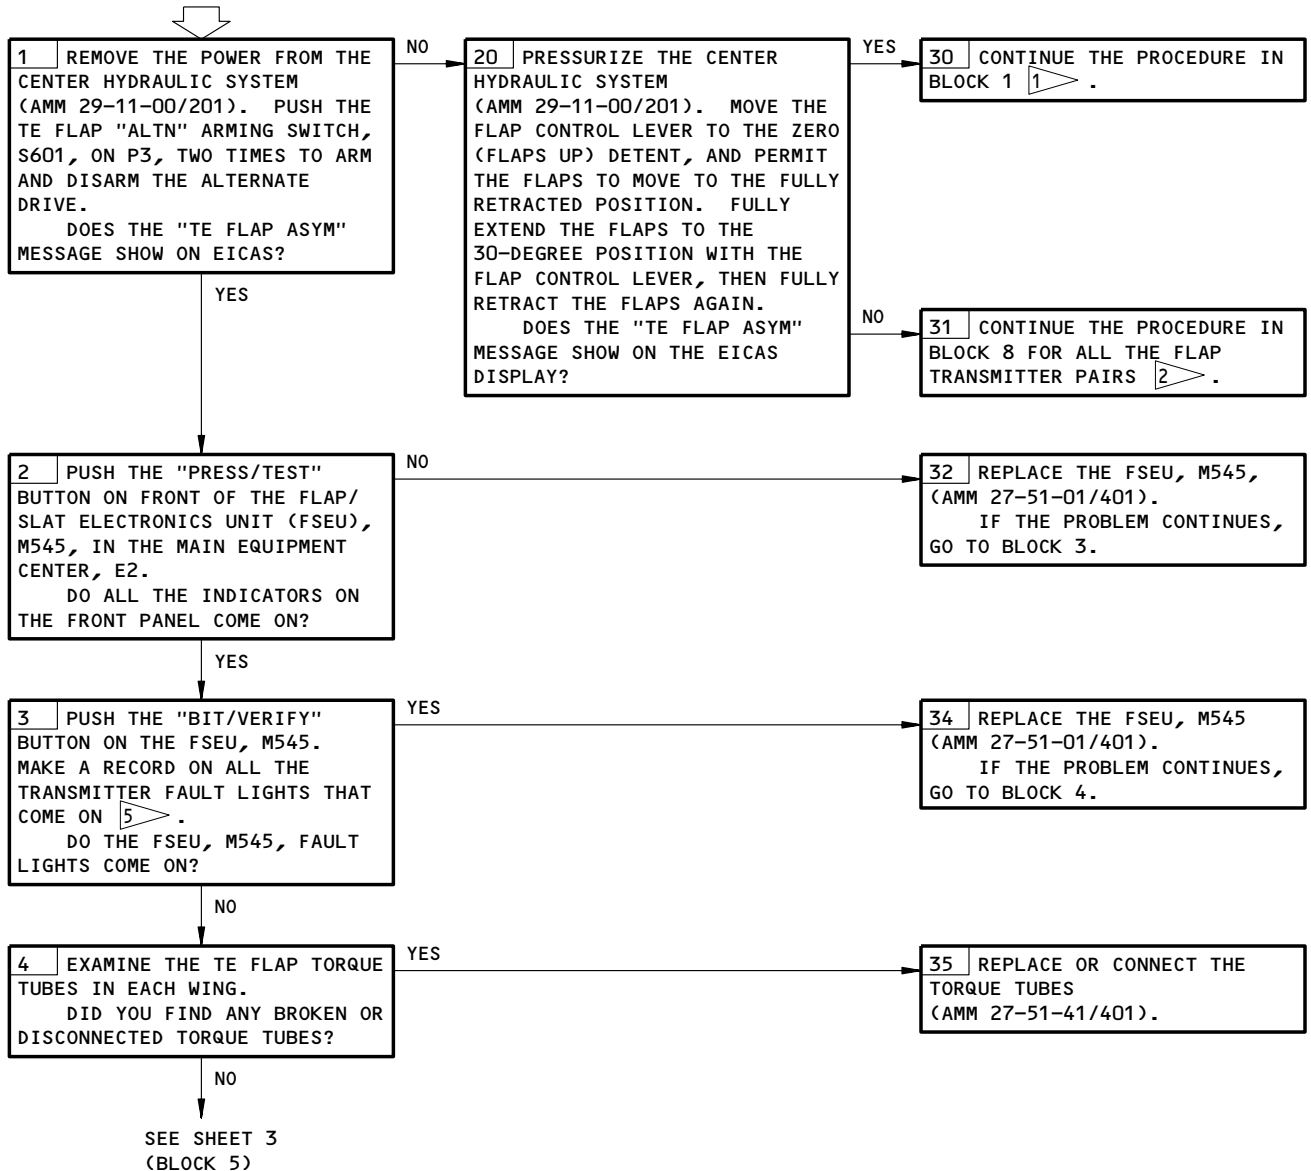 1 REMOVE THE POWER FROM THE
CENTER HYDRAULIC SYSTEM
(AMM 29-11-00/201). PUSH THE
TE FLAP "ALTN" ARMING SWITCH,
S601, ON P3, TWO TIMES TO ARM
AND DISARM THE ALTERNATE
DRIVE.
DOES THE "TE FLAP ASYM"
MESSAGE SHOW ON EICAS?
NO
YES
20 PRESSURIZE THE CENTER
HYDRAULIC SYSTEM
(AMM 29-11-00/201). MOVE THE
FLAP CONTROL LEVER TO THE ZERO
(FLAPS UP) DETENT, AND PERMIT
THE FLAPS TO MOVE TO THE FULLY
RETRACTED POSITION. FULLY
EXTEND THE FLAPS TO THE
30-DEGREE POSITION WITH THE
FLAP CONTROL LEVER, THEN FULLY
RETRACT THE FLAPS AGAIN.
DOES THE "TE FLAP ASYM"
MESSAGE SHOW ON THE EICAS
DISPLAY?
YES
30 CONTINUE THE PROCEDURE IN
BLOCK 1 1 .
NO
31 CONTINUE THE PROCEDURE IN
BLOCK 8 FOR ALL THE FLAP
TRANSMITTER PAIRS 2 .
2 PUSH THE "PRESS/TEST"
BUTTON ON FRONT OF THE FLAP/
SLAT ELECTRONICS UNIT (FSEU),
M545, IN THE MAIN EQUIPMENT
CENTER, E2.
DO ALL THE INDICATORS ON
THE FRONT PANEL COME ON?
NO
32 REPLACE THE FSEU, M545,
(AMM 27-51-01/401).
IF THE PROBLEM CONTINUES,
GO TO BLOCK 3.
YES
3 PUSH THE "BIT/VERIFY"
BUTTON ON THE FSEU, M545.
MAKE A RECORD ON ALL THE
TRANSMITTER FAULT LIGHTS THAT
COME ON 5 .
DO THE FSEU, M545, FAULT
LIGHTS COME ON?
YES
34 REPLACE THE FSEU, M545
(AMM 27-51-01/401).
IF THE PROBLEM CONTINUES,
GO TO BLOCK 4.
NO
4 EXAMINE THE TE FLAP TORQUE
TUBES IN EACH WING.
DID YOU FIND ANY BROKEN OR
DISCONNECTED TORQUE TUBES?
YES
35 REPLACE OR CONNECT THE
TORQUE TUBES
(AMM 27-51-41/401).
NO
SEE SHEET 3
(BLOCK 5)